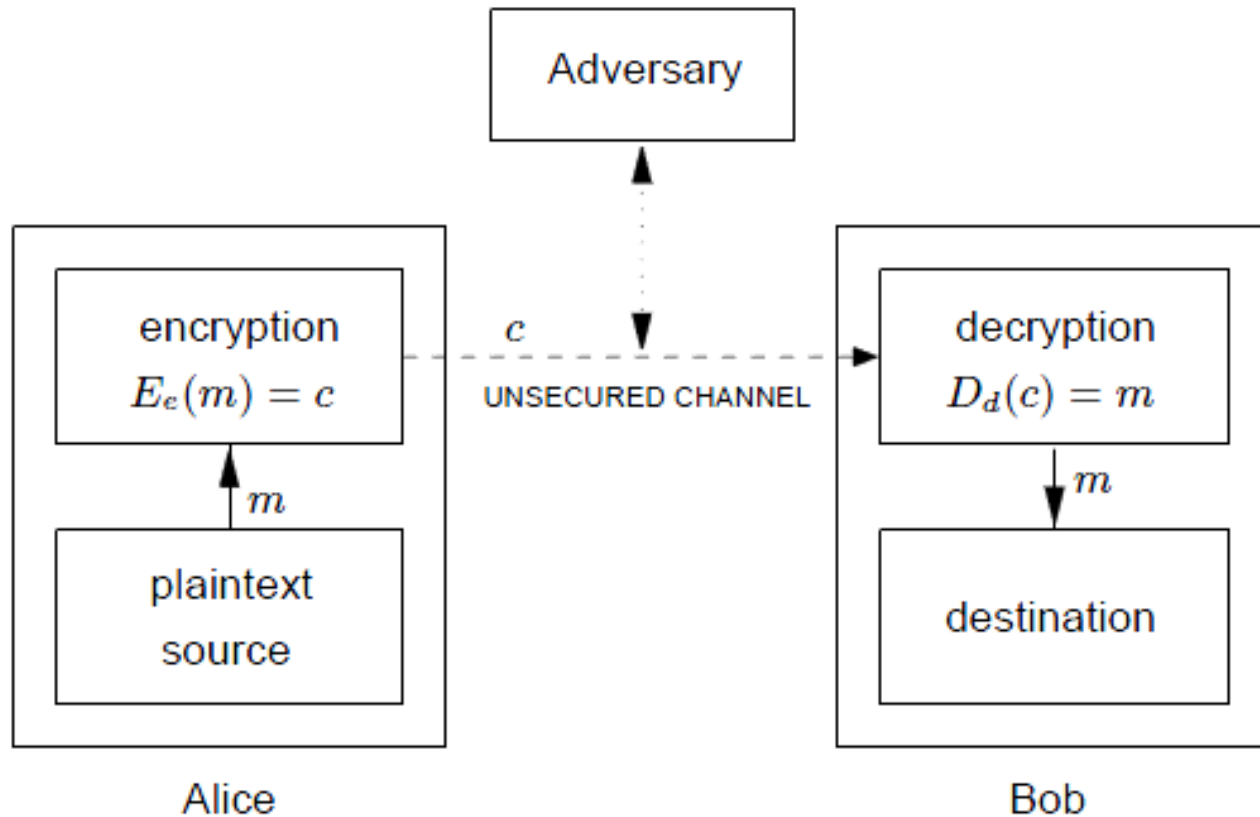 Adversary
encryption
E_e(m) = c
m
plaintext
source
Alice
c
UNSECURED CHANNEL
decryption
D_d(c) = m
m
destination
Bob